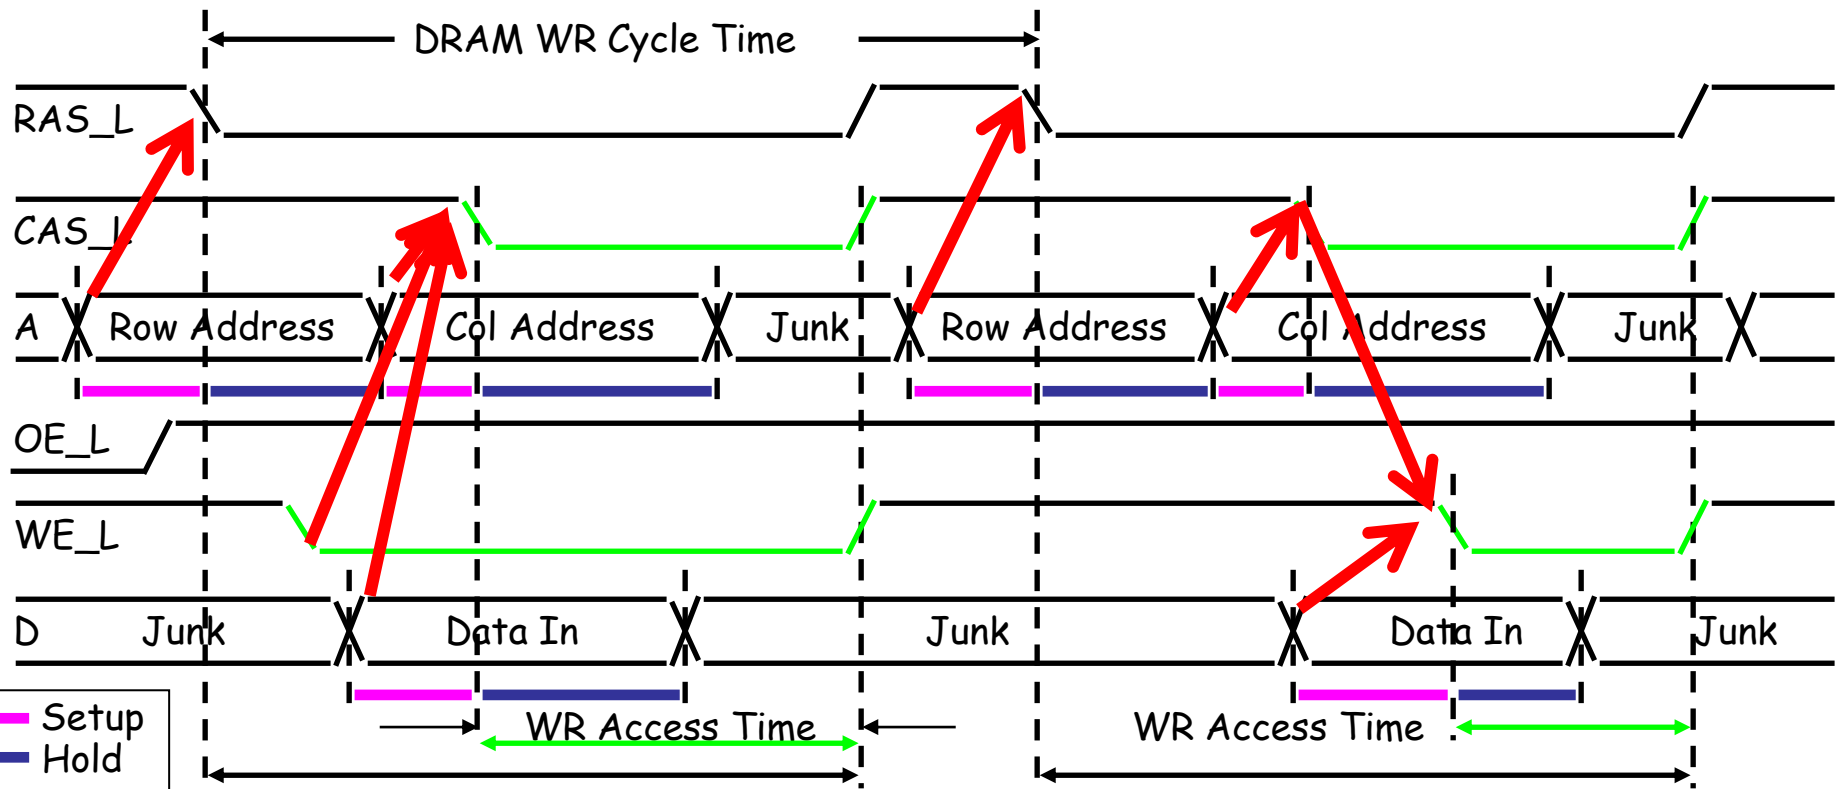 DRAM WR Cycle Time
RAS_L
CAS_L
A Row Address Col Address Junk Row Address Col Address Junk
OE_L
WE_L
D Junk Data In Junk Data In Junk
Setup
Hold
WR Access Time WR Access Time